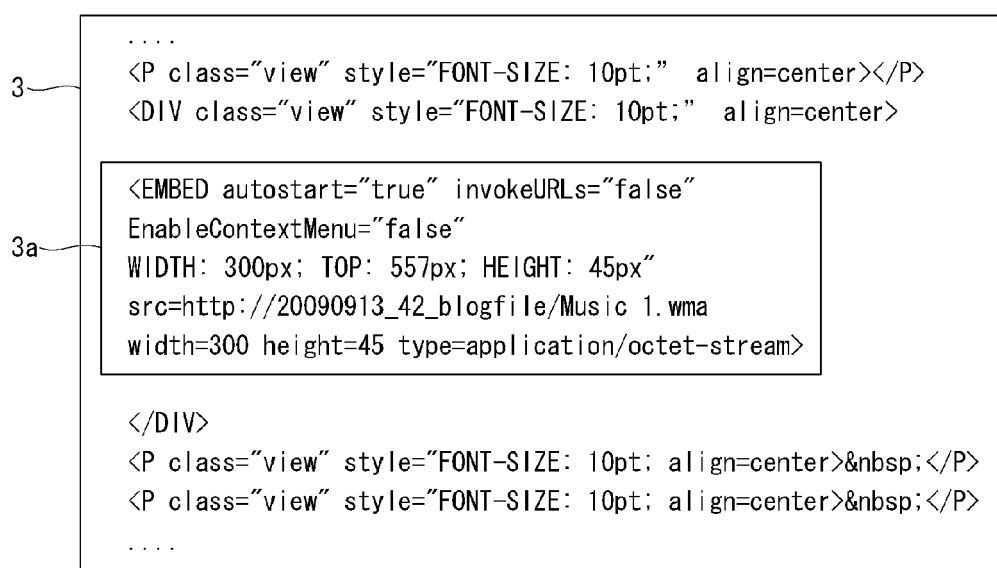 ....
<P class="view" style="FONT-SIZE: 10pt;" align=center></P>
3
<DIV class="view" style="FONT-SIZE: 10pt;" align=center>
<EMBED autostart="true" invokeURLs="false"
EnableContextMenu="false"
3a
WIDTH: 300px; TOP: 557px; HEIGHT: 45px"
src=http://20090913_42_blogfile/Music 1.wma
width=300 height=45 type=application/octet-stream>
</DIV>
<P class="view" style="FONT-SIZE: 10pt; align=center>&nbsp;</P>
<P class="view" style="FONT-SIZE: 10pt; align=center>&nbsp;</P>
....